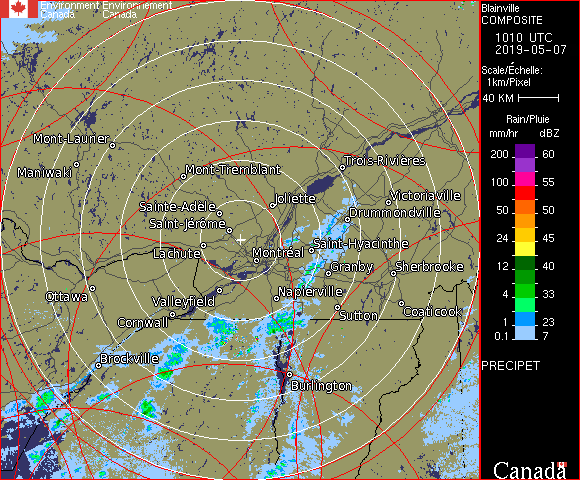 Environment Environnement
Canada Canada
Blainville
COMPOSITE
1010 UTC
2019-05-07
Scale/Échelle:
1km/Pixel
40 KM
Rain/Pluie
mm/hr dBZ
200 60
100 55
50 50
24 45
12 40
4 33
1 23
0.1 7
PRECIPET
Canada
Mont-Laurier
Maniwaki
Mont-Tremblant
Trois-Rivières
Joliette
Victoriaville
Sainte-Adèle
Drummondville
Saint-Jérôme
Saint-Hyacinthe
Lachute
Montréal
Granby
Sherbrooke
Ottawa
Napierville
Valleyfield
Coaticook
Sutton
Cornwall
Brockville
Burlington